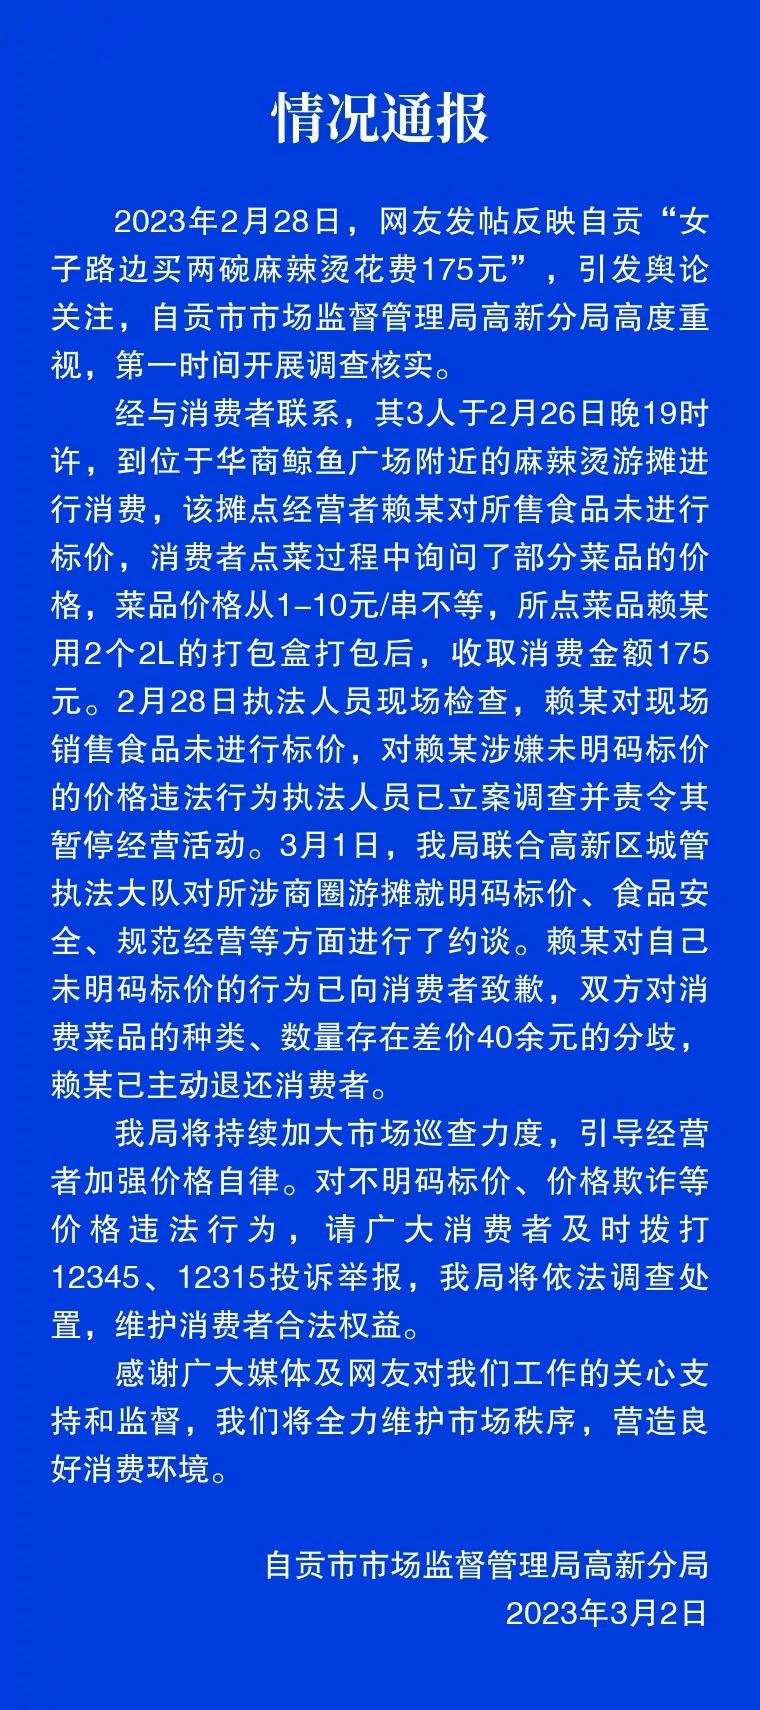 情况通报
2023年2月28日，网友发帖反映自贡“女
子路边买两碗麻辣烫花费175元”，引发舆论
关注，自贡市市场监督管理局高新分局高度重
视，第一时间开展调查核实。
经与消费者联系，其3人于2月26日晚19时
许，到位于华商鲸鱼广场附近的麻辣烫游摊进
行消费，该摊点经营者赖某对所售食品未进行
标价，消费者点菜过程中询问了部分菜品的价
格，菜品价格从1–10元/串不等，所点菜品赖某
用2个2L的打包盒打包后，收取消费金额175
元。2月28日执法人员现场检查，赖某对现场
销售食品未进行标价，对赖某涉嫌未明码标价
的价格违法行为执法人员已立案调查并责令其
暂停经营活动。3月1日，我局联合高新区城管
执法大队对所涉商圈游摊就明码标价、食品安
全、规范经营等方面进行了约谈。赖某对自己
未明码标价的行为已向消费者致歉，双方对消
费菜品的种类、数量存在差价40余元的分歧，
赖某已主动退还消费者。
我局将持续加大市场巡查力度，引导经营
者加强价格自律。对不明码标价、价格欺诈等
价格违法行为，请广大消费者及时拨打
12345、12315投诉举报，我局将依法调查处
置，维护消费者合法权益。
感谢广大媒体及网友对我们工作的关心支
持和监督，我们将全力维护市场秩序，营造良
好消费环境。
自贡市市场监督管理局高新分局
2023年3月2日